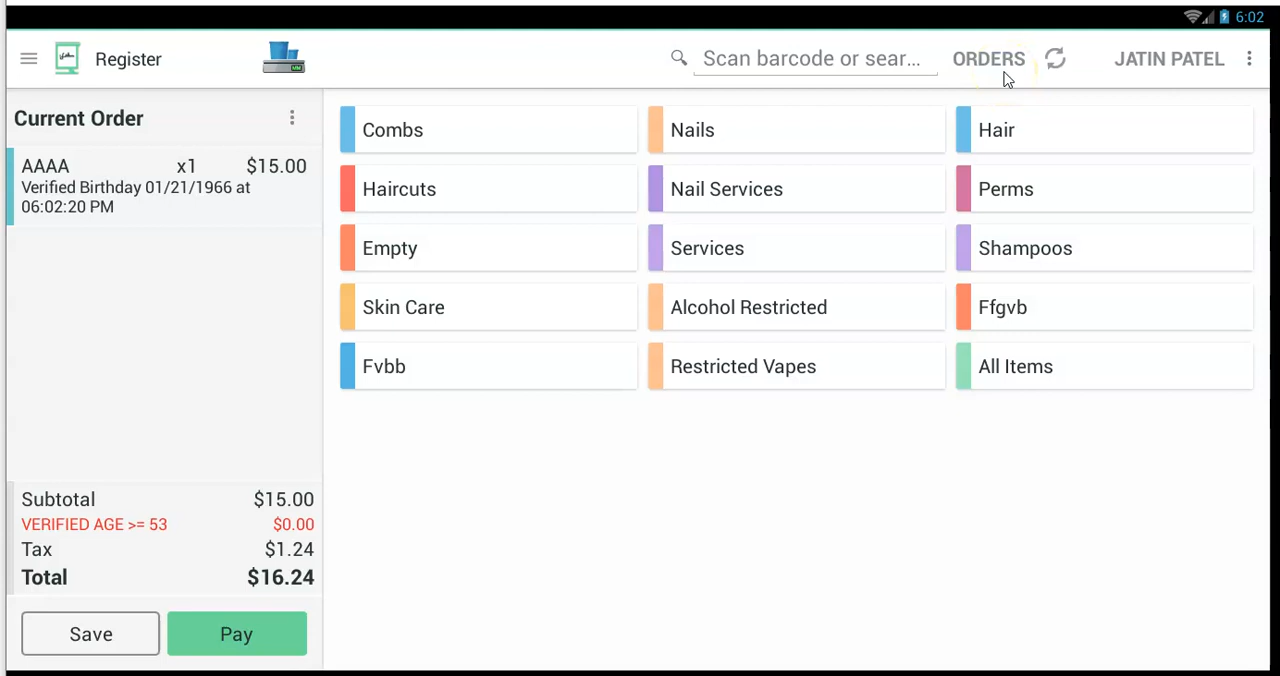 6:02
Register
Scan barcode or sear...
ORDERS
JATIN PATEL
Current Order
AAAA x1 $15.00
Verified Birthday 01/21/1966 at
06:02:20 PM
Subtotal $15.00
VERIFIED AGE >= 53 $0.00
Tax $1.24
Total $16.24
Save
Pay
Combs
Nails
Hair
Haircuts
Nail Services
Perms
Empty
Services
Shampoos
Skin Care
Alcohol Restricted
Ffgvb
Fvbb
Restricted Vapes
All Items